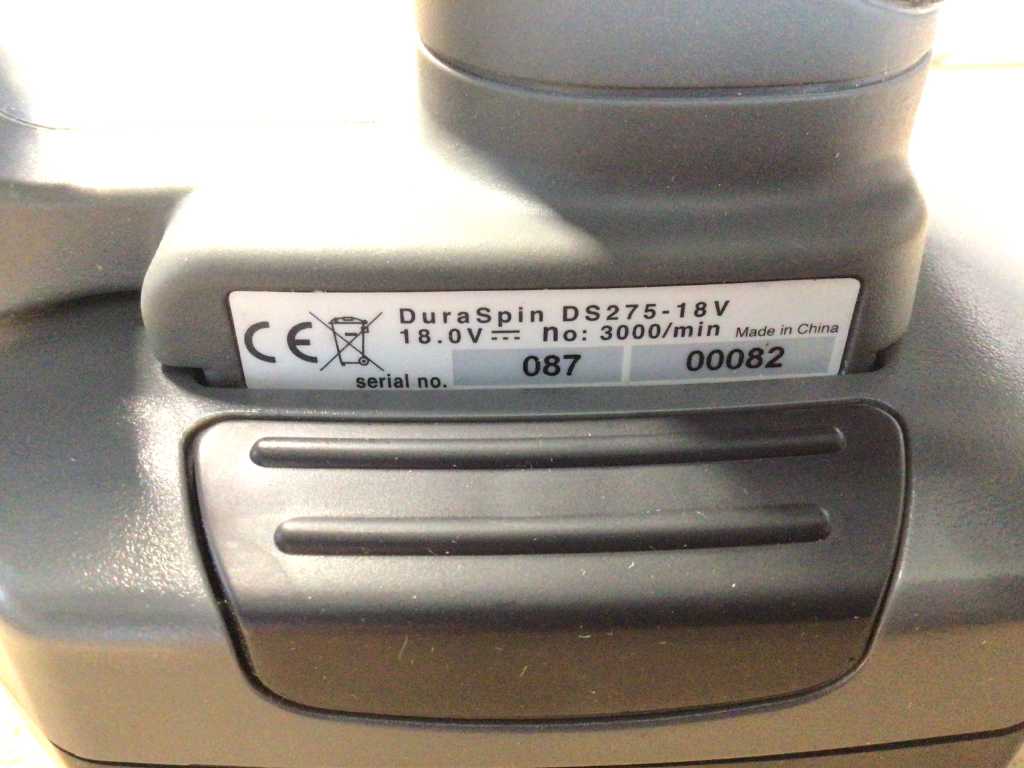 CE DuraSpin DS275-18V
18.0V no: 3000/min Made in China
serial no. 087 00082